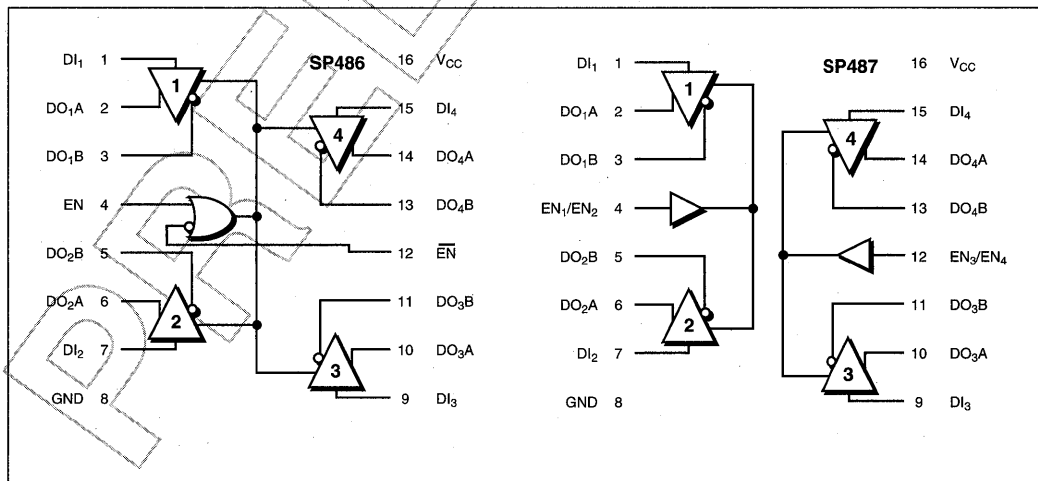 SP486
DI₁ 1
DO₁A 2
DO₁B 3
EN 4
DO₂B 5
DO₂A 6
DI₂ 7
GND 8
1
2
3
4
16 V_CC
15 DI₄
14 DO₄A
13 DO₄B
12 E̅N̅
11 DO₃B
10 DO₃A
9 DI₃
SP487
DI₁ 1
DO₁A 2
DO₁B 3
EN₁/EN₂ 4
DO₂B 5
DO₂A 6
DI₂ 7
GND 8
1
2
3
4
16 V_CC
15 DI₄
14 DO₄A
13 DO₄B
12 EN₃/EN₄
11 DO₃B
10 DO₃A
9 DI₃